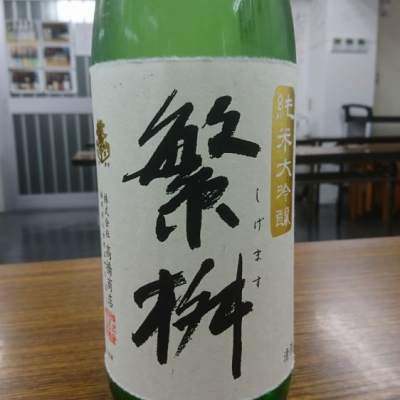 純米大吟醸
繁桝
しげます
株式会社 高橋商店